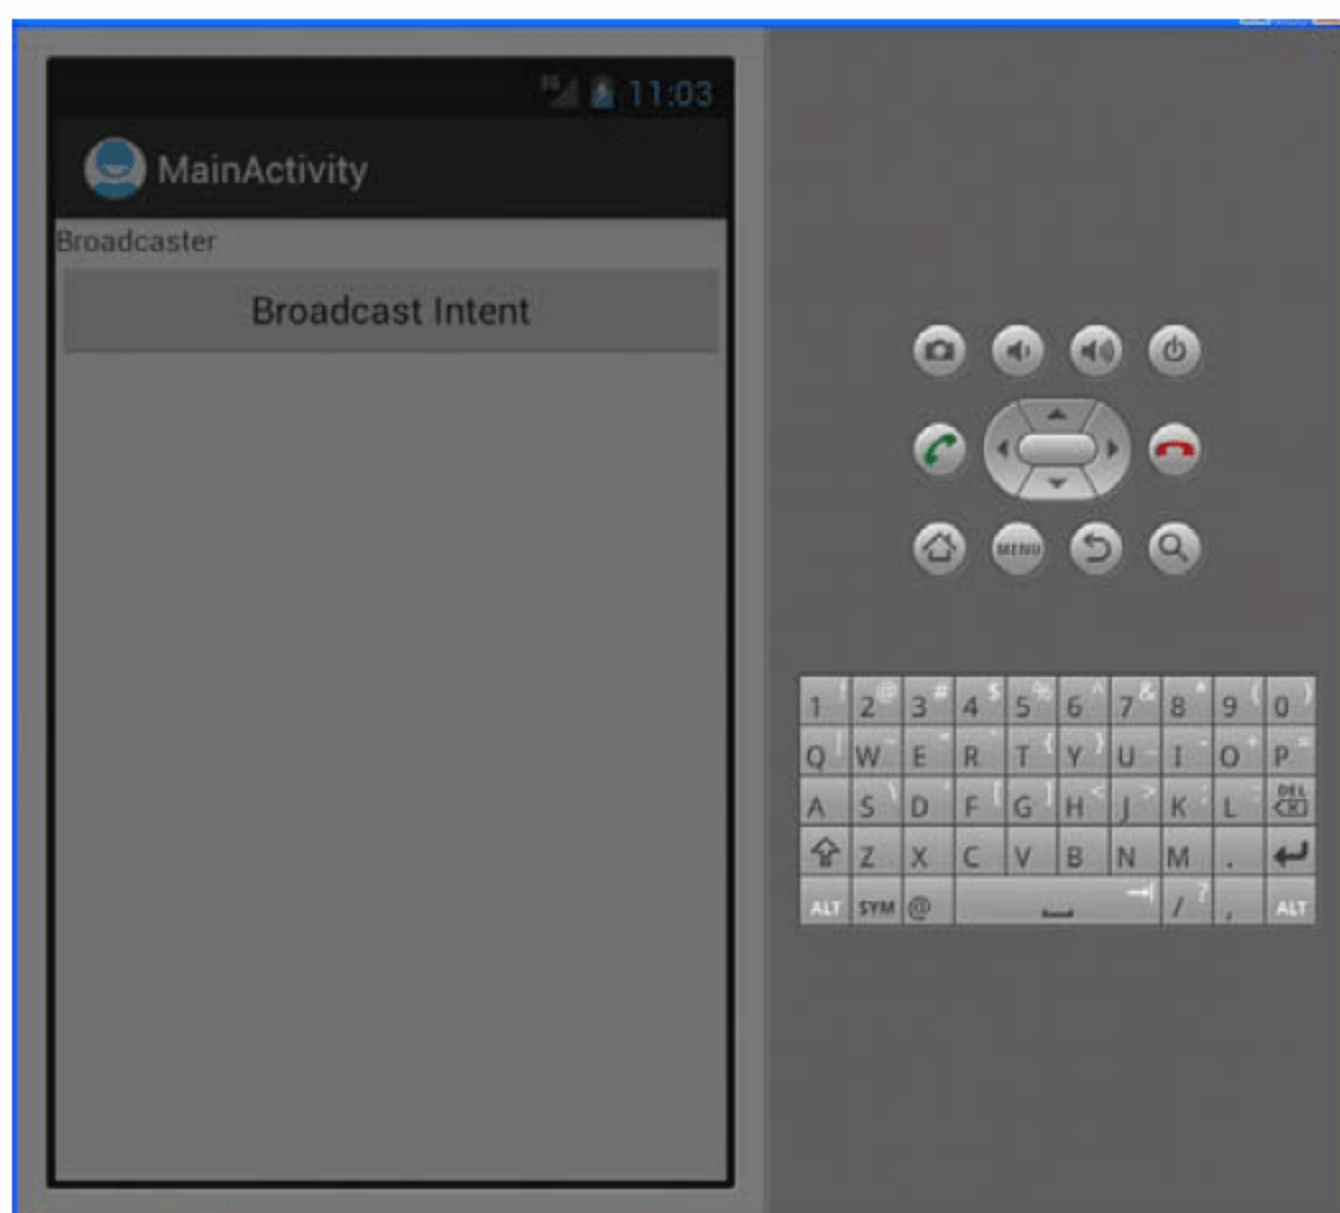 3G 11:03
MainActivity
Broadcaster
Broadcast Intent
MENU
1 ! 2 @ 3 # 4 $ 5 % 6 ^ 7 & 8 * 9 ( 0 )
Q | W ~ E " R ` T { Y } U _ I - O + P =
A S \ D ' F [ G ] H < J > K ; L : DEL
Z X C V B N M .
ALT SYM @ / ? , ALT